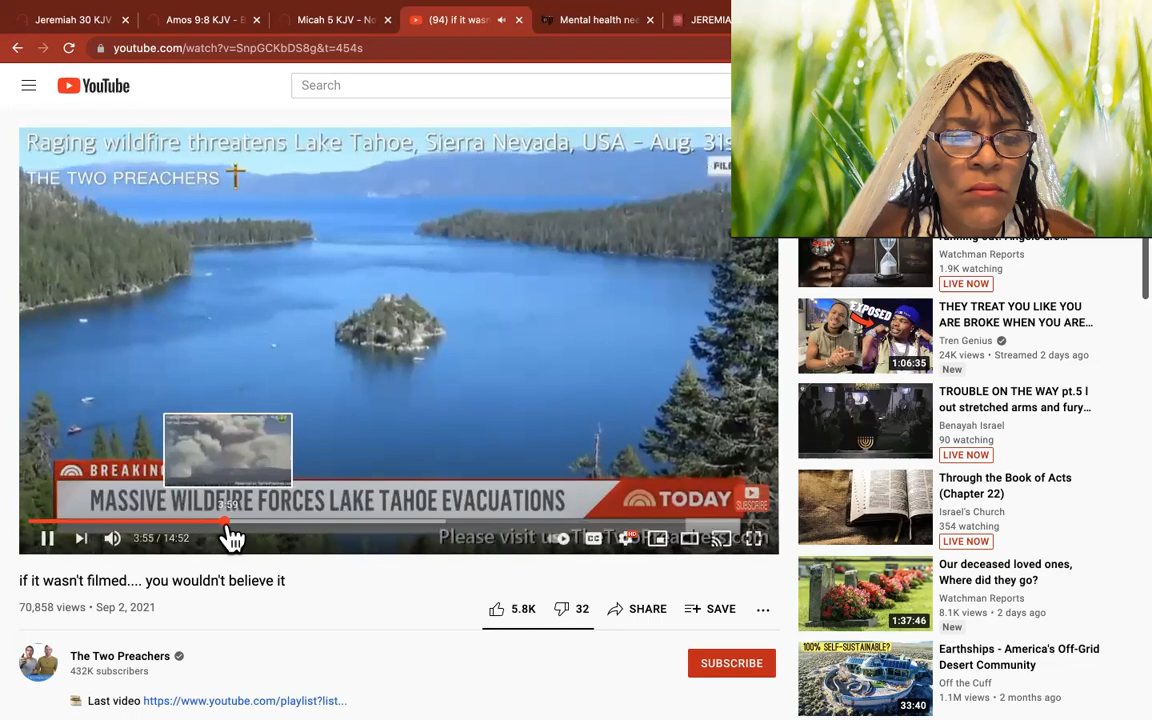 Jeremiah 30 KJV
Amos 9:8 KJV - B
Micah 5 KJV - No
(94) if it wasn
Mental health nee
JEREMIA
youtube.com/watch?v=SnpGCKbDS8g&t=454s
YouTube
Search
Raging wildfire threatens Lake Tahoe, Sierra Nevada, USA - Aug. 31s
THE TWO PREACHERS
FIL
BREAKIN
MASSIVE WILDFIRE FORCES LAKE TAHOE EVACUATIONS
TODAY
SUBSCRIBE
3:59
3:55 / 14:52
Please visit us TheTwoPreachers.com
if it wasn't filmed.... you wouldn't believe it
70,858 views • Sep 2, 2021
5.8K
32
SHARE
SAVE
The Two Preachers
432K subscribers
SUBSCRIBE
Last video https://www.youtube.com/playlist?list...
Watchman Reports
1.9K watching
LIVE NOW
EXPOSED
1:06:35
THEY TREAT YOU LIKE YOU
ARE BROKE WHEN YOU ARE...
Tren Genius
24K views • Streamed 2 days ago
New
TROUBLE ON THE WAY pt.5 l
out stretched arms and fury...
Benayah Israel
90 watching
LIVE NOW
Through the Book of Acts
(Chapter 22)
Israel's Church
354 watching
LIVE NOW
1:37:46
Our deceased loved ones,
Where did they go?
Watchman Reports
8.1K views • 2 days ago
New
100% SELF-SUSTAINABLE?
33:40
Earthships - America's Off-Grid
Desert Community
Off the Cuff
1.1M views • 2 months ago